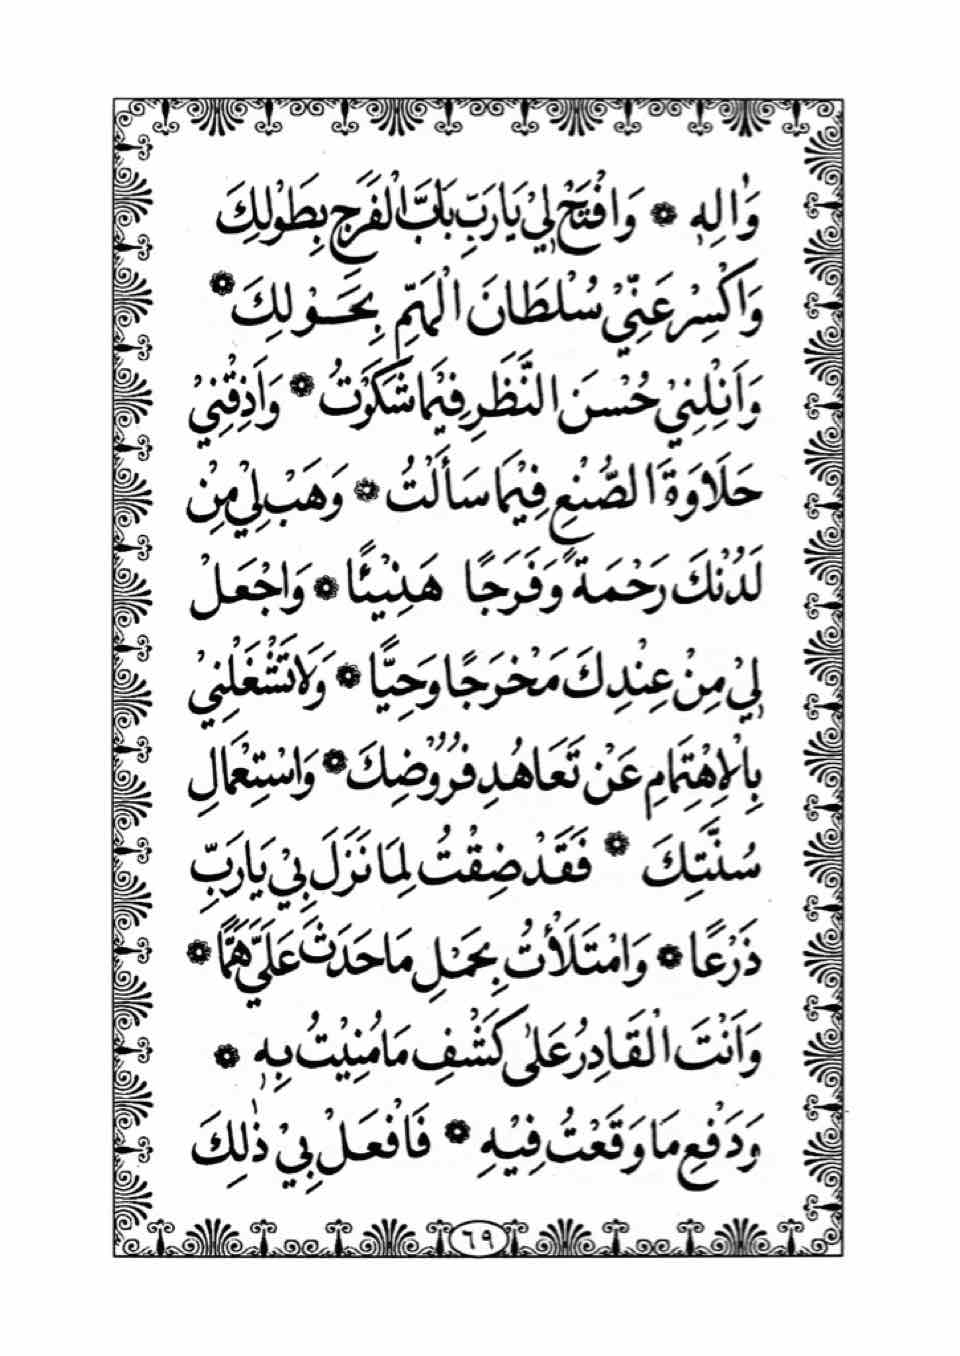 وَاٰلِهٖ ۞ وَافْتَحْ لِيْ يَارَبِّ بَابَ الْفَرَجِ بِطَوْلِكَ
وَاكْسِرْ عَنِّيْ سُلْطَانَ الْهَمِّ بِحَوْلِكَ ۞
وَاَنِلْنِيْ حُسْنَ النَّظَرِ فِيْمَا شَكَوْتُ ۞ وَاَذِقْنِيْ
حَلَاوَةَ الصُّنْعِ فِيْمَا سَأَلْتُ ۞ وَهَبْ لِيْ مِنْ
لَدُنْكَ رَحْمَةً وَفَرَجًا هَنِيْئًا ۞ وَاجْعَلْ
لِيْ مِنْ عِنْدِكَ مَخْرَجًا وَحِيًّا ۞ وَلَا تَشْغَلْنِيْ
بِالْاِهْتِمَامِ عَنْ تَعَاهُدِ فُرُوْضِكَ ۞ وَاسْتِعْمَالِ
سُنَّتِكَ ۞ فَقَدْ ضِقْتُ لِمَا نَزَلَ بِيْ يَارَبِّ
ذَرْعًا ۞ وَامْتَلَأْتُ بِحَمْلِ مَا حَدَثَ عَلَيَّ هَمًّا ۞
وَاَنْتَ الْقَادِرُ عَلٰى كَشْفِ مَا مُنِيْتُ بِهٖ ۞
وَدَفْعِ مَا وَقَعْتُ فِيْهِ ۞ فَافْعَلْ بِيْ ذٰلِكَ
٦٩